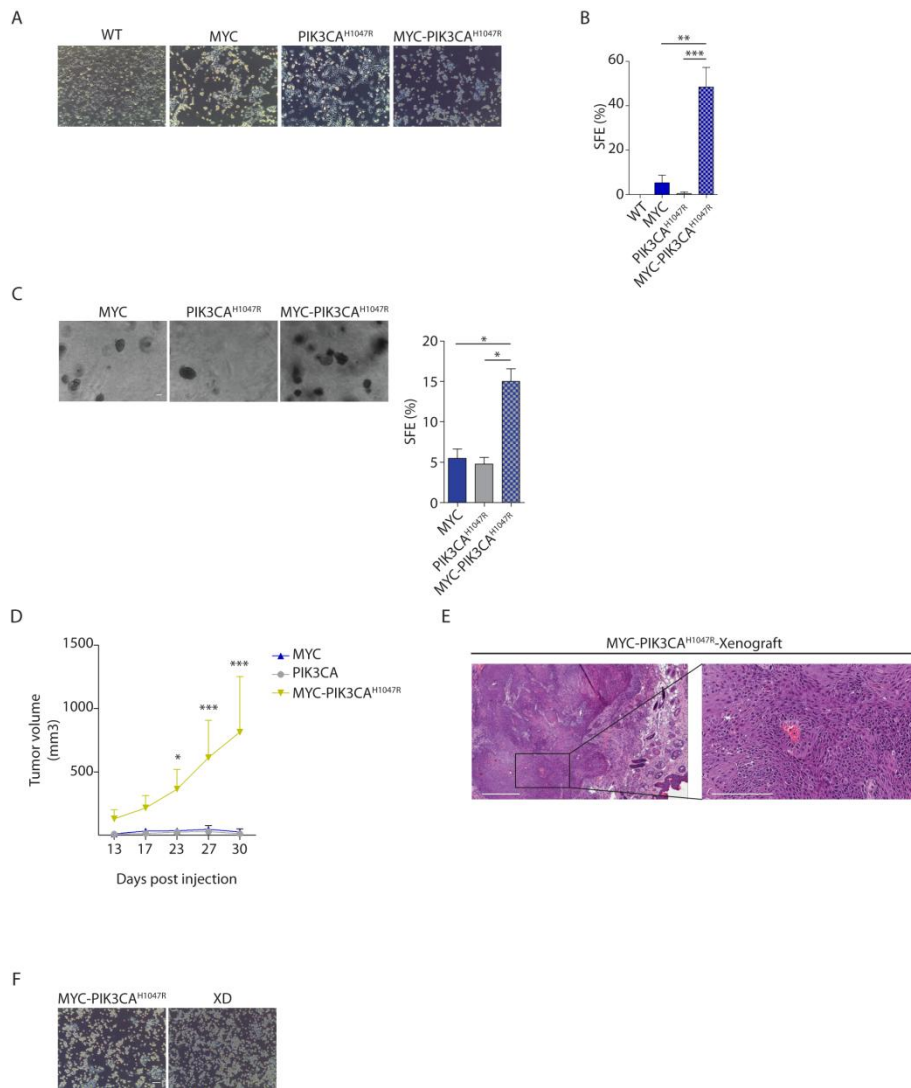 A
WT
MYC
PIK3CAH1047R
MYC-PIK3CAH1047R
B
**
***
60
40
20
0
SFE (%)
WT
MYC
PIK3CAH1047R
MYC-PIK3CAH1047R
C
MYC
PIK3CAH1047R
MYC-PIK3CAH1047R
*
*
20
15
10
5
0
SFE (%)
MYC
PIK3CAH1047R
MYC-PIK3CAH1047R
D
1500
1000
500
Tumor volume
(mm3)
*
***
***
13 17 23 27 30
Days post injection
MYC
PIK3CA
MYC-PIK3CAH1047R
E
MYC-PIK3CAH1047R-Xenograft
F
MYC-PIK3CAH1047R
XD